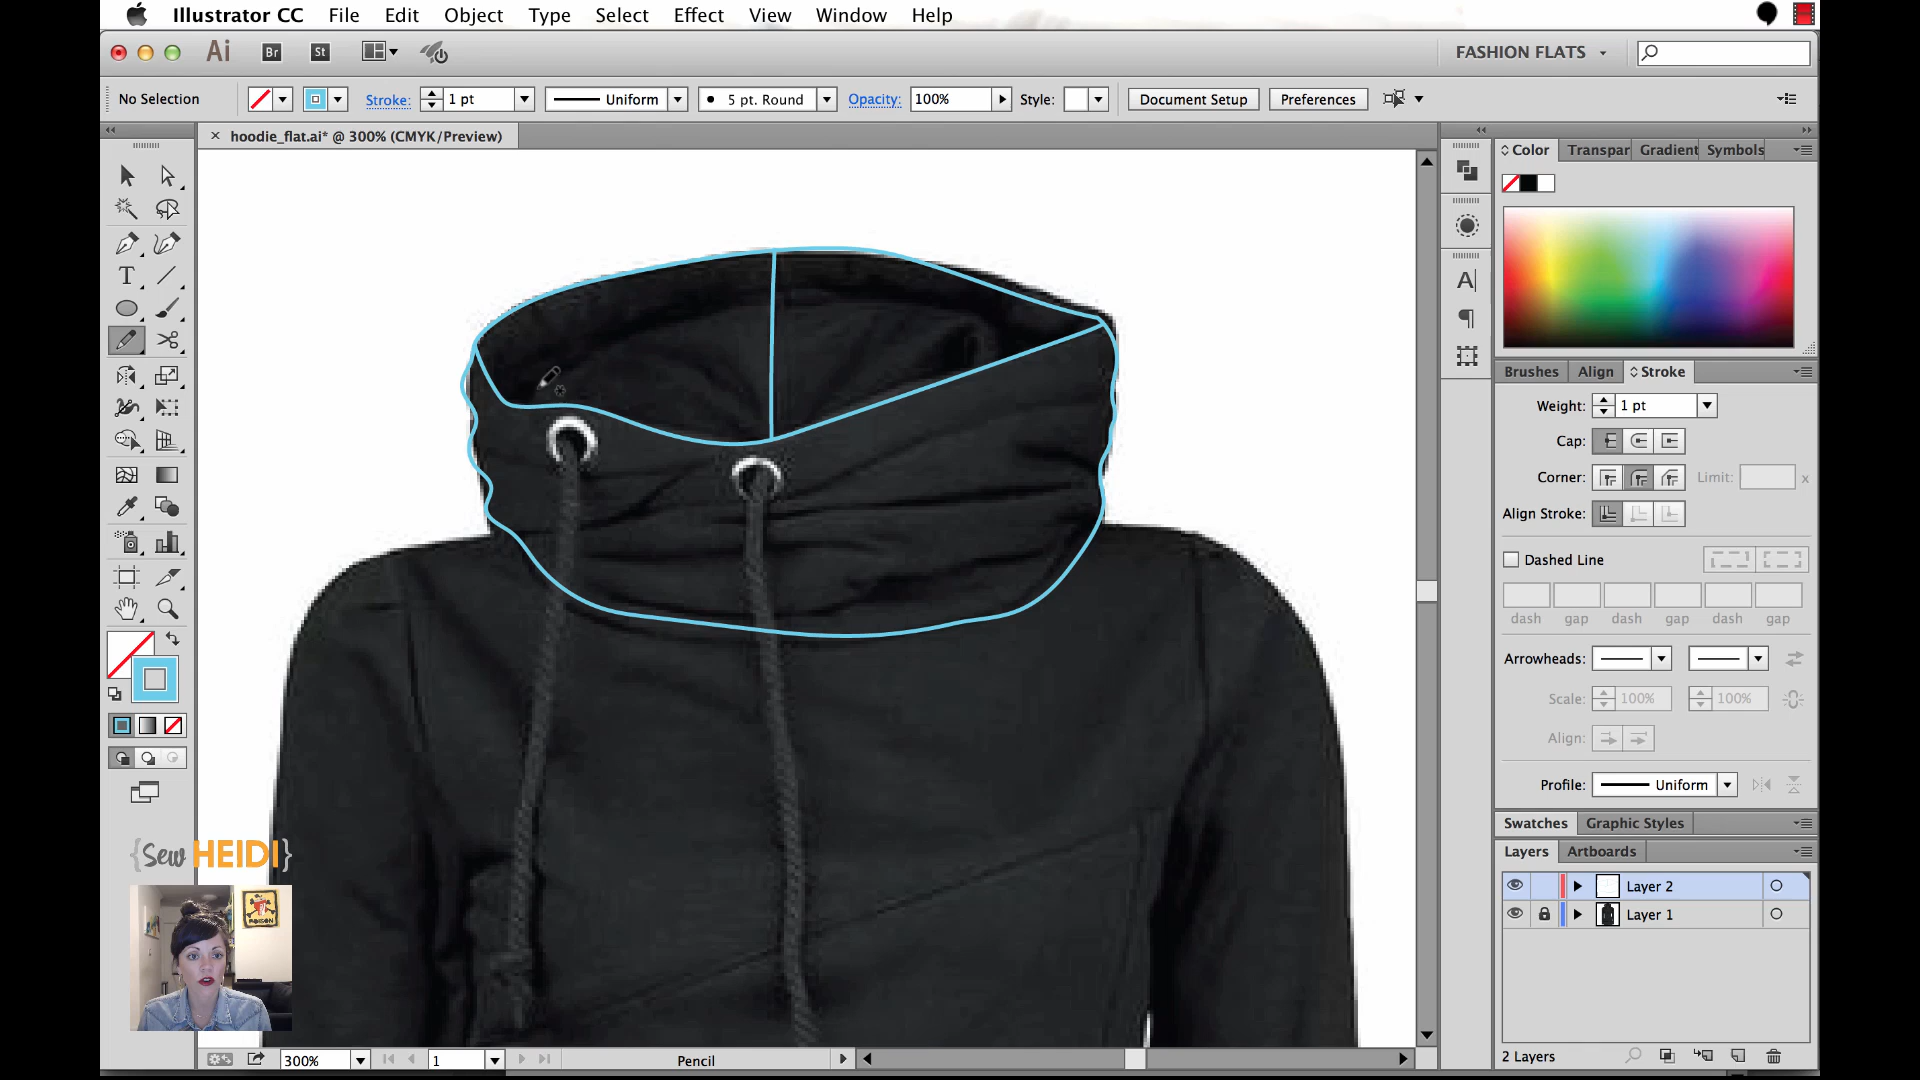 Illustrator CC File Edit Object Type Select Effect View Window Help
Ai Br St FASHION FLATS
No Selection Stroke: 1 pt Uniform 5 pt. Round Opacity: 100% Style: Document Setup Preferences
hoodie_flat.ai* @ 300% (CMYK/Preview)
Color Transpar Gradient Symbols
Brushes Align Stroke
Weight: 1 pt
Cap:
Corner: Limit: x
Align Stroke:
Dashed Line
dash gap dash gap dash gap
Arrowheads:
Scale: 100% 100%
Align:
Profile: Uniform
Swatches Graphic Styles
Layers Artboards
Layer 2
Layer 1
2 Layers
{Sew HEIDI}
POISON
300% 1 Pencil